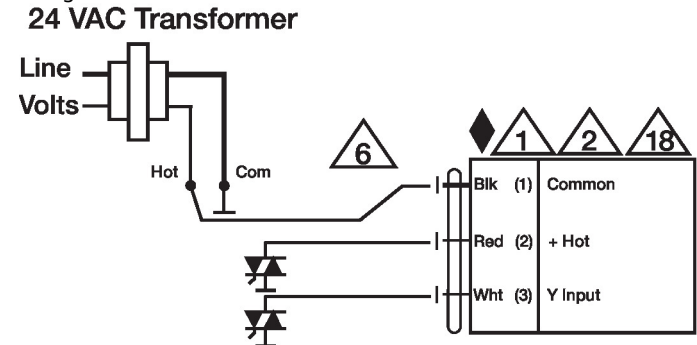 24 VAC Transformer
Line
Volts
Hot
Com
6
1
2
18
Blk (1) Common
Red (2) + Hot
Wht (3) Y Input